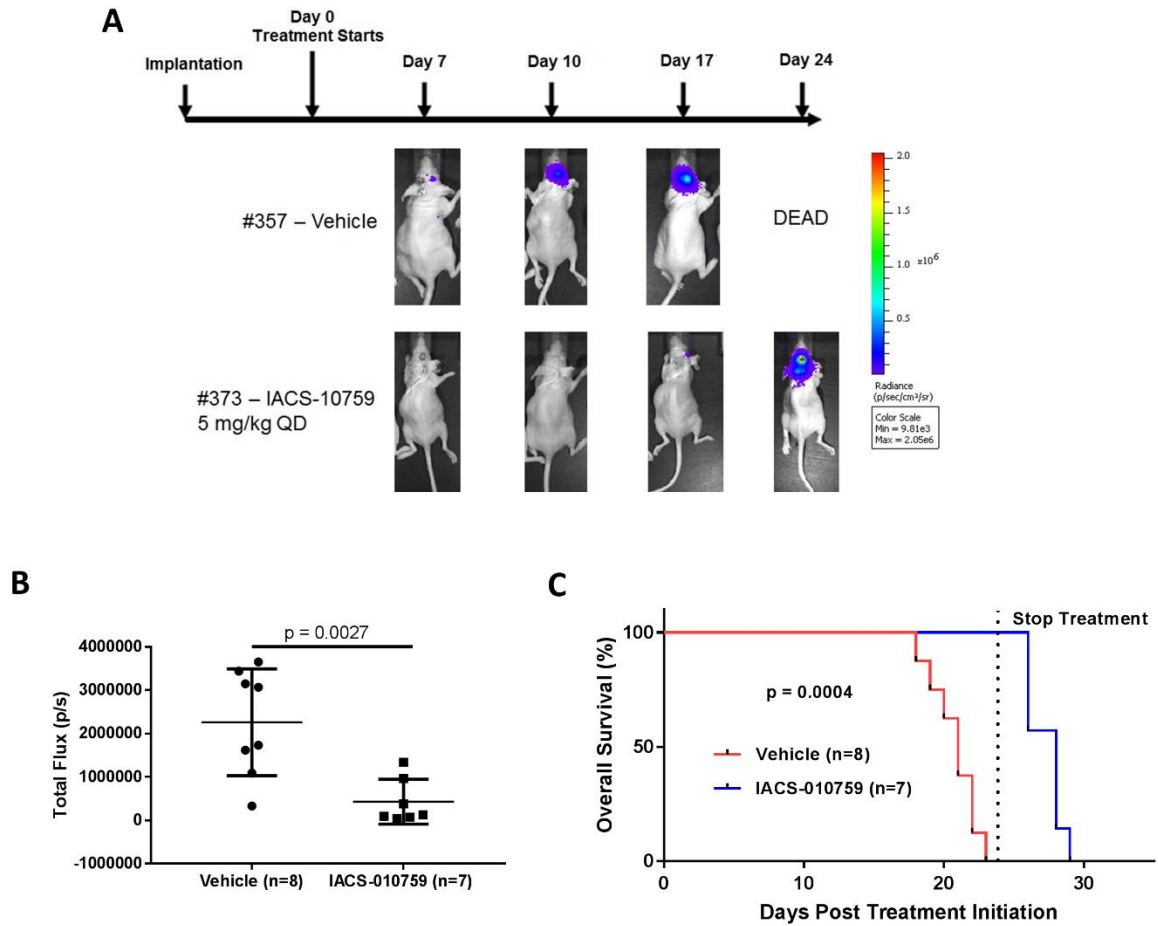 A
Day 0
Treatment Starts
Implantation
Day 7
Day 10
Day 17
Day 24
#357 – Vehicle
DEAD
#373 – IACS-10759
5 mg/kg QD
2.0
1.5
1.0
x10⁶
0.5
Radiance
(p/sec/cm²/sr)
Color Scale
Min = 9.81e3
Max = 2.05e6
B
p = 0.0027
Total Flux (p/s)
4000000
3000000
2000000
1000000
0
-1000000
Vehicle (n=8)
IACS-010759 (n=7)
C
Stop Treatment
Overall Survival (%)
100
50
0
p = 0.0004
Vehicle (n=8)
IACS-010759 (n=7)
0
10
20
30
Days Post Treatment Initiation